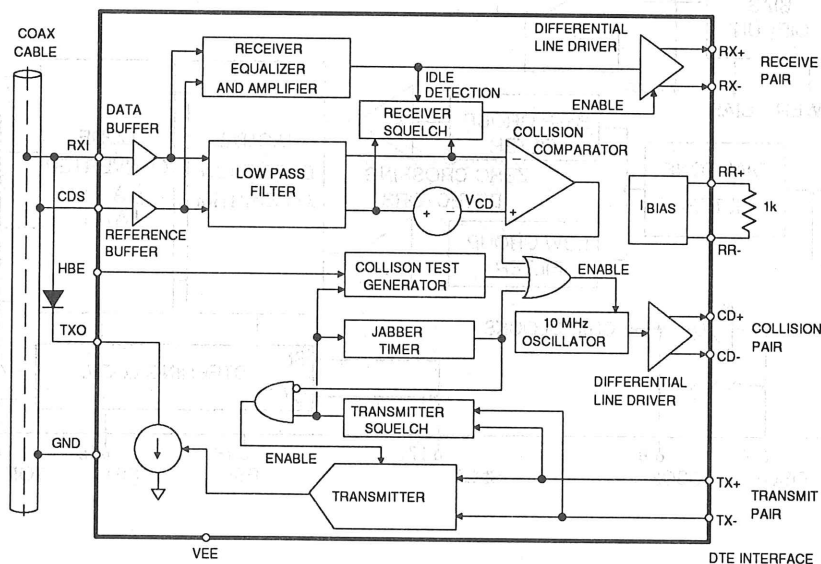 COAX
CABLE
DATA
BUFFER
RXI
CDS
REFERENCE
BUFFER
HBE
TXO
GND
VEE
RECEIVER
EQUALIZER
AND AMPLIFIER
IDLE
DETECTION
RECEIVER
SQUELCH
ENABLE
DIFFERENTIAL
LINE DRIVER
RX+
RX-
RECEIVE
PAIR
LOW PASS
FILTER
+ -
VCD
COLLISION
COMPARATOR
-
+
I BIAS
RR+
RR-
1k
COLLISON TEST
GENERATOR
ENABLE
JABBER
TIMER
10 MHz
OSCILLATOR
CD+
CD-
COLLISION
PAIR
DIFFERENTIAL
LINE DRIVER
TRANSMITTER
SQUELCH
ENABLE
TRANSMITTER
TX+
TX-
TRANSMIT
PAIR
DTE INTERFACE